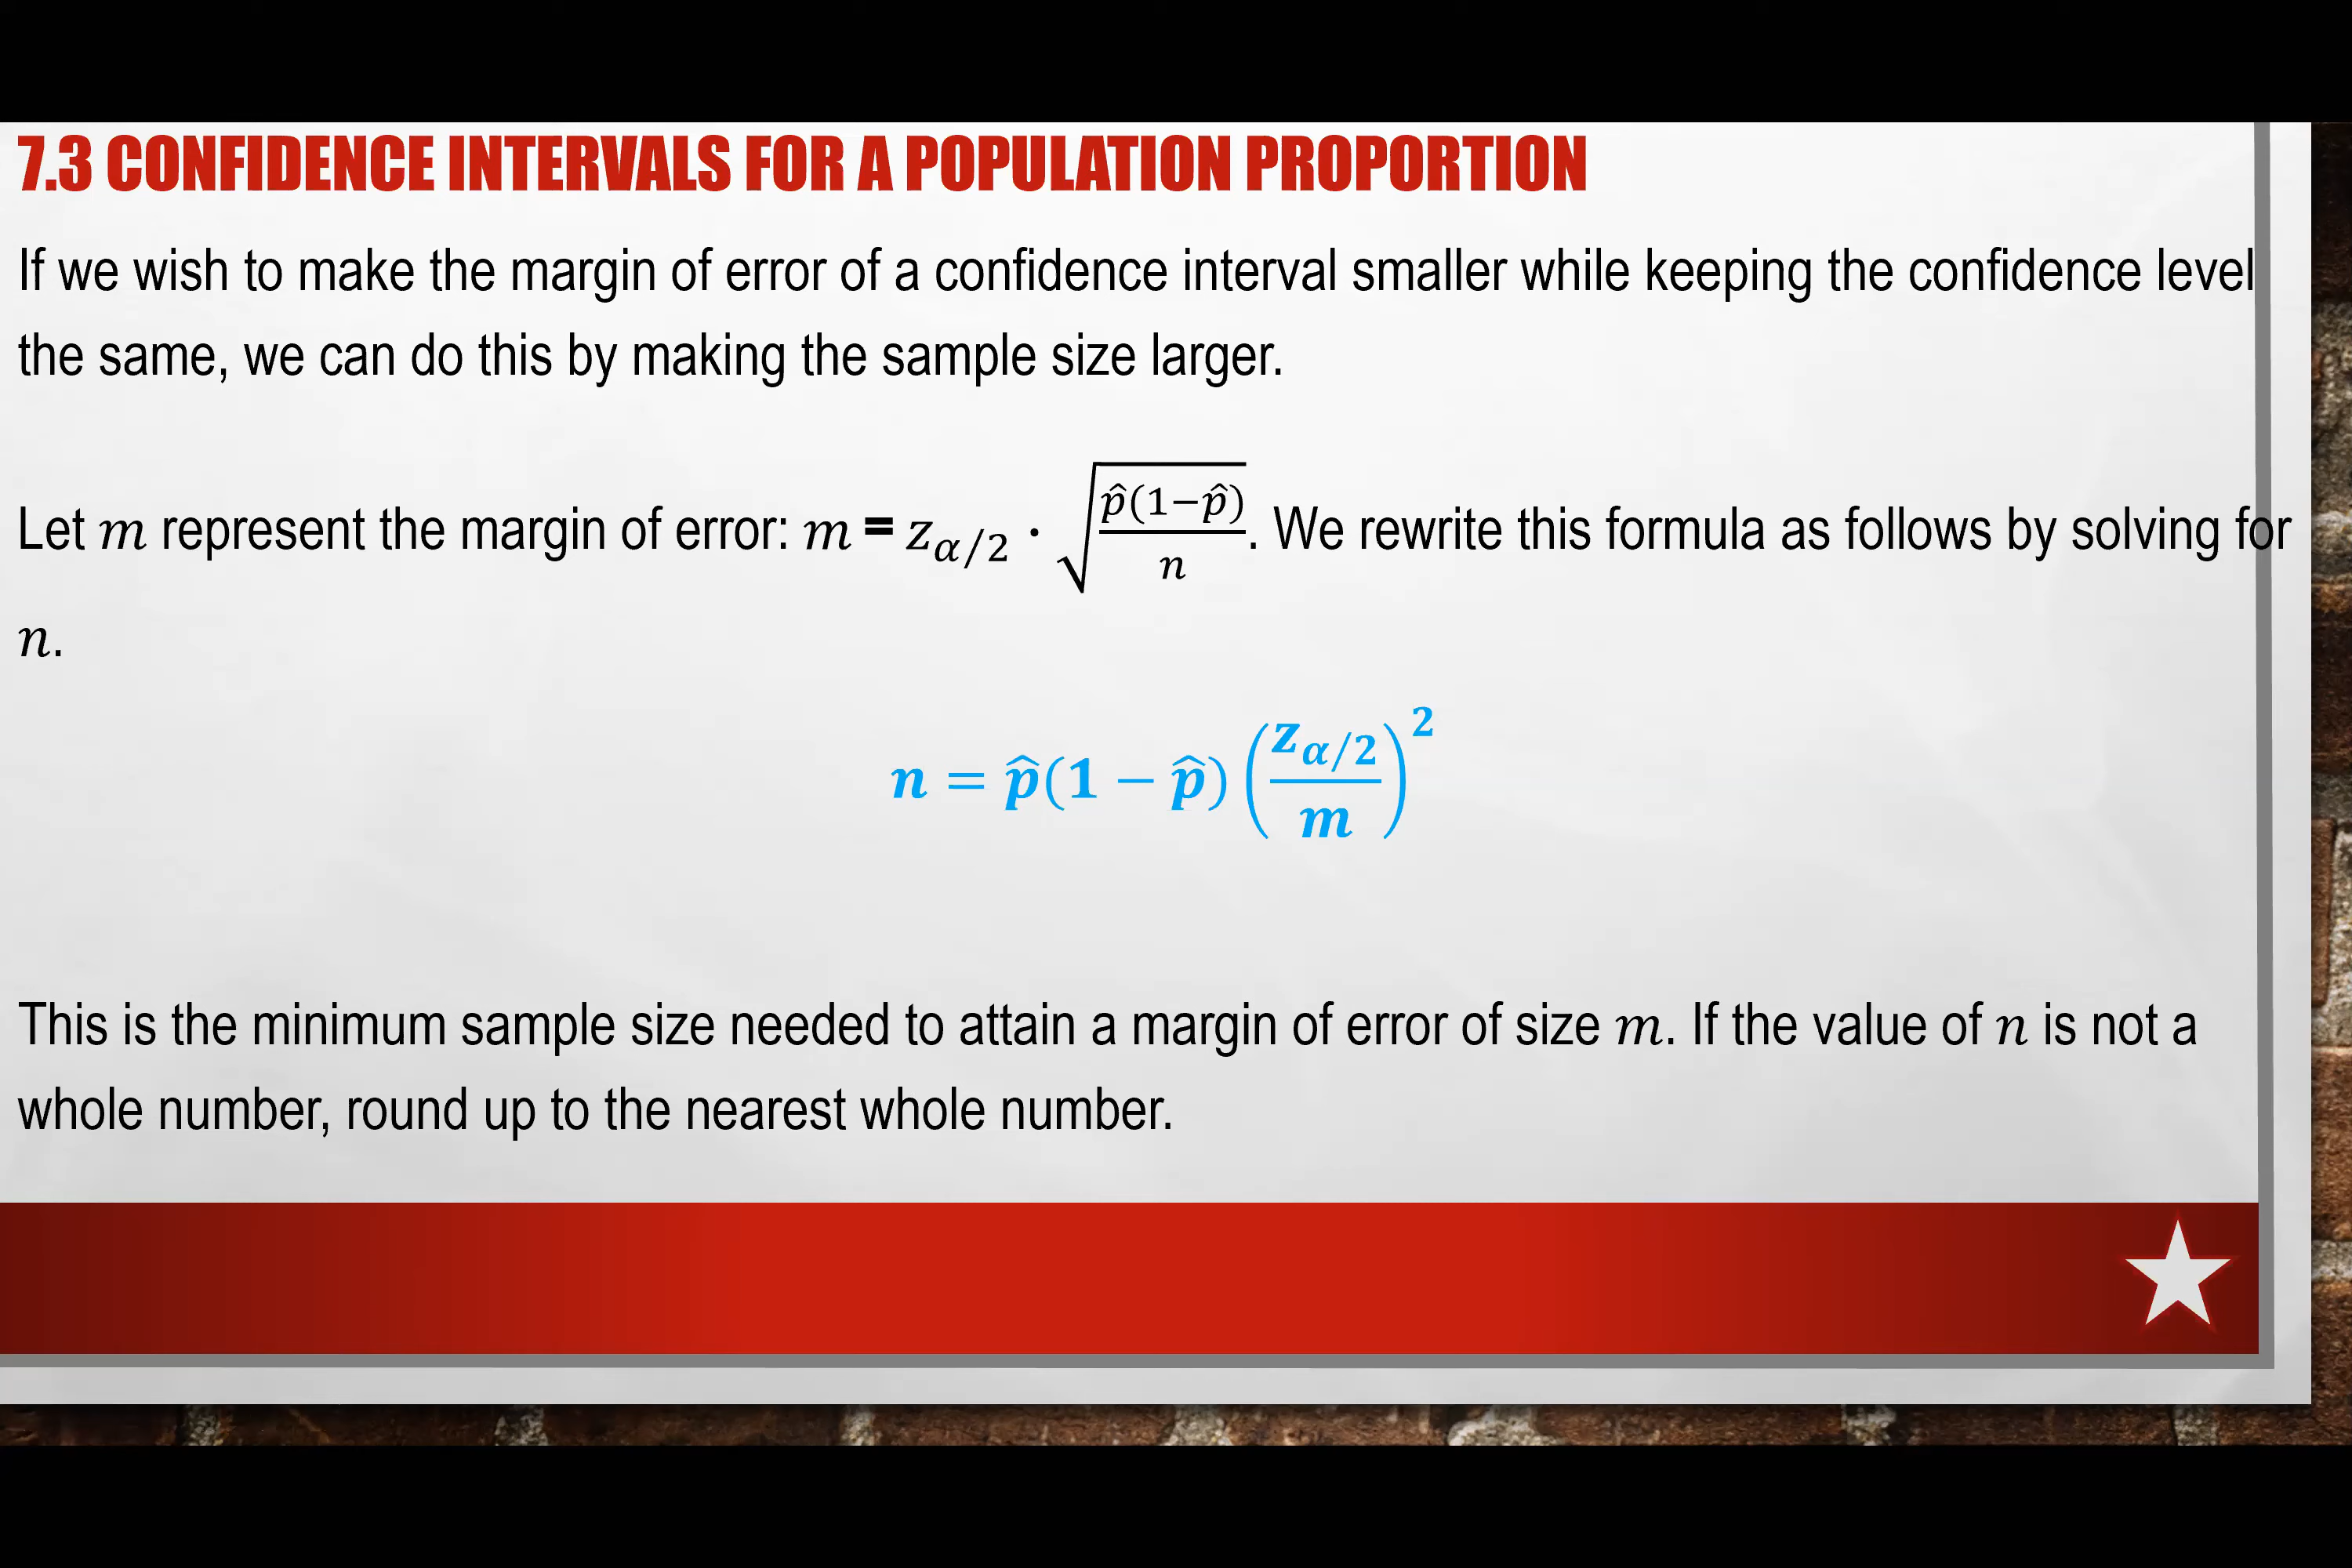 7.3 CONFIDENCE INTERVALS FOR A POPULATION PROPORTION
If we wish to make the margin of error of a confidence interval smaller while keeping the confidence level
the same, we can do this by making the sample size larger.
Let m represent the margin of error: m = z_{α/2} · √(p̂(1−p̂)/n). We rewrite this formula as follows by solving for
n.
n = p̂(1 − p̂)(z_{α/2}/m)²
This is the minimum sample size needed to attain a margin of error of size m. If the value of n is not a
whole number, round up to the nearest whole number.